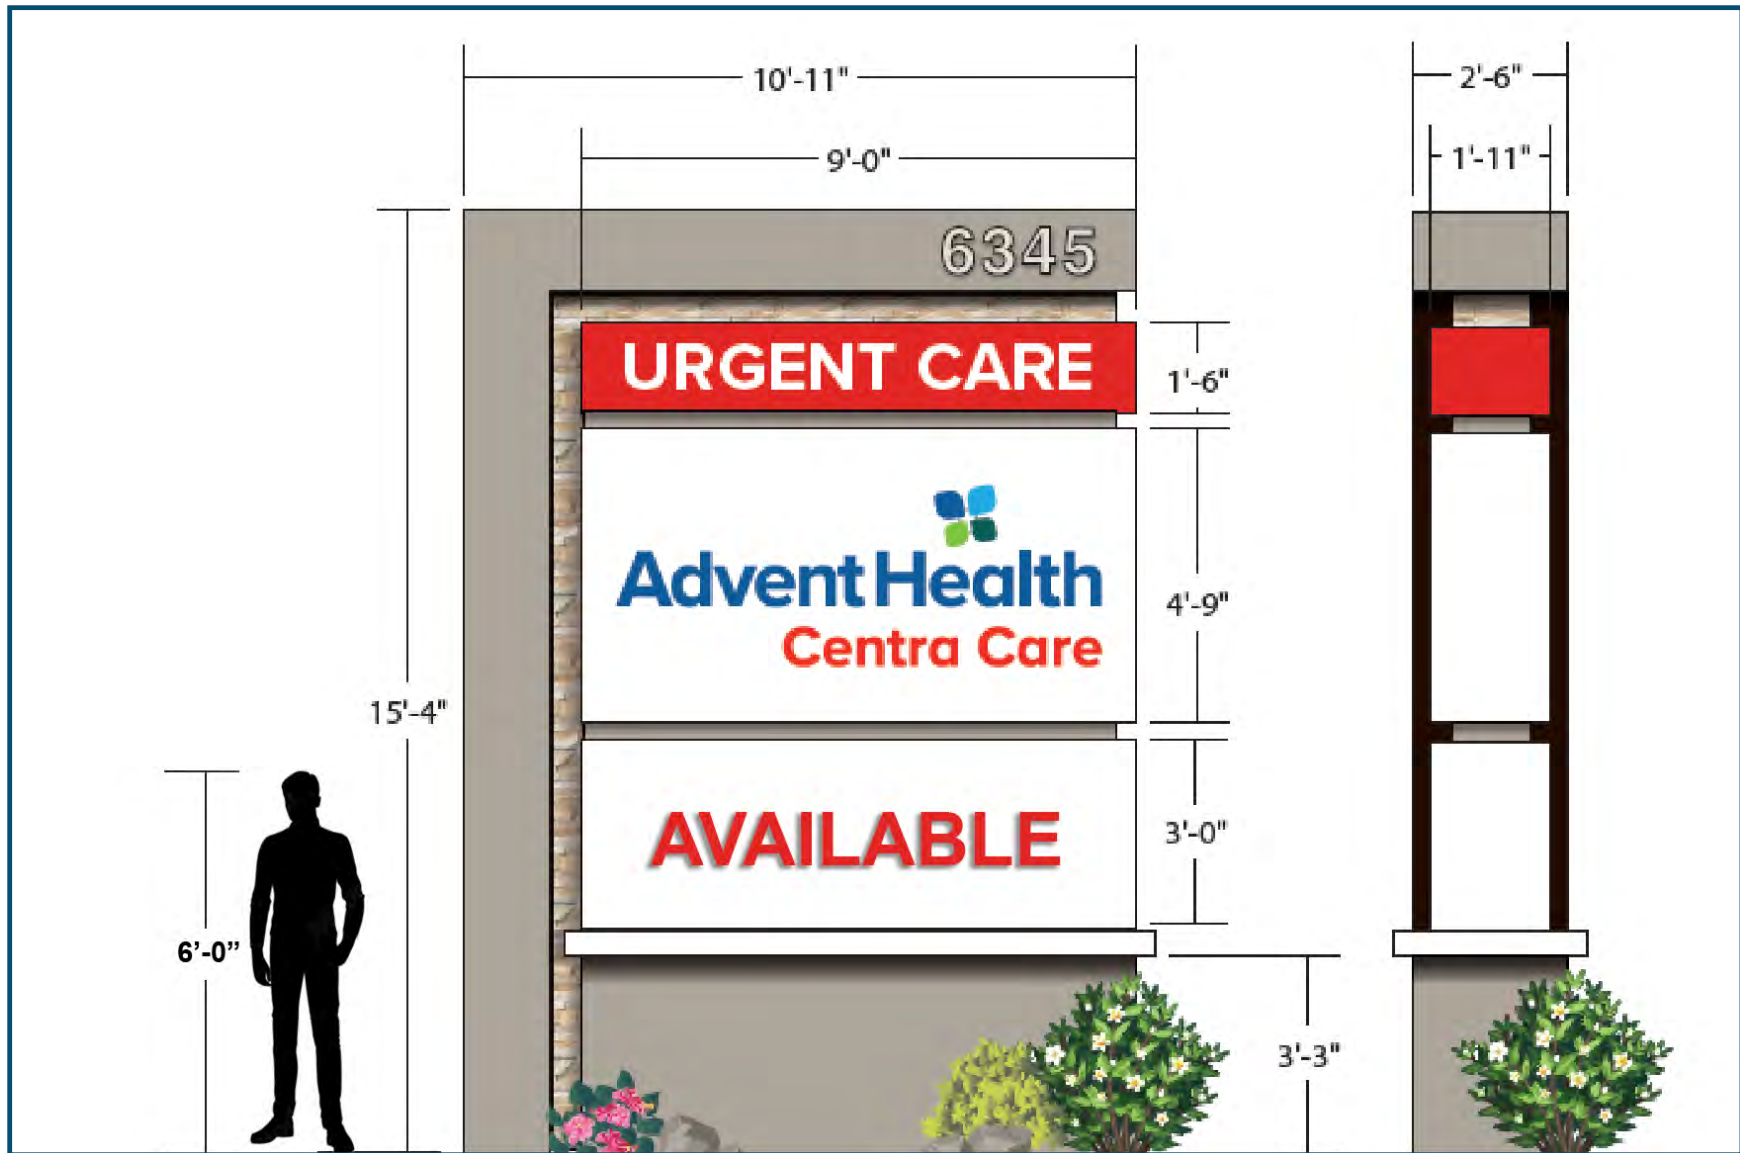 10'-11"
2'-6"
9'-0"
1'-11"
6345
URGENT CARE
1'-6"
AdventHealth
Centra Care
4'-9"
15'-4"
AVAILABLE
3'-0"
6’-0”
3'-3"